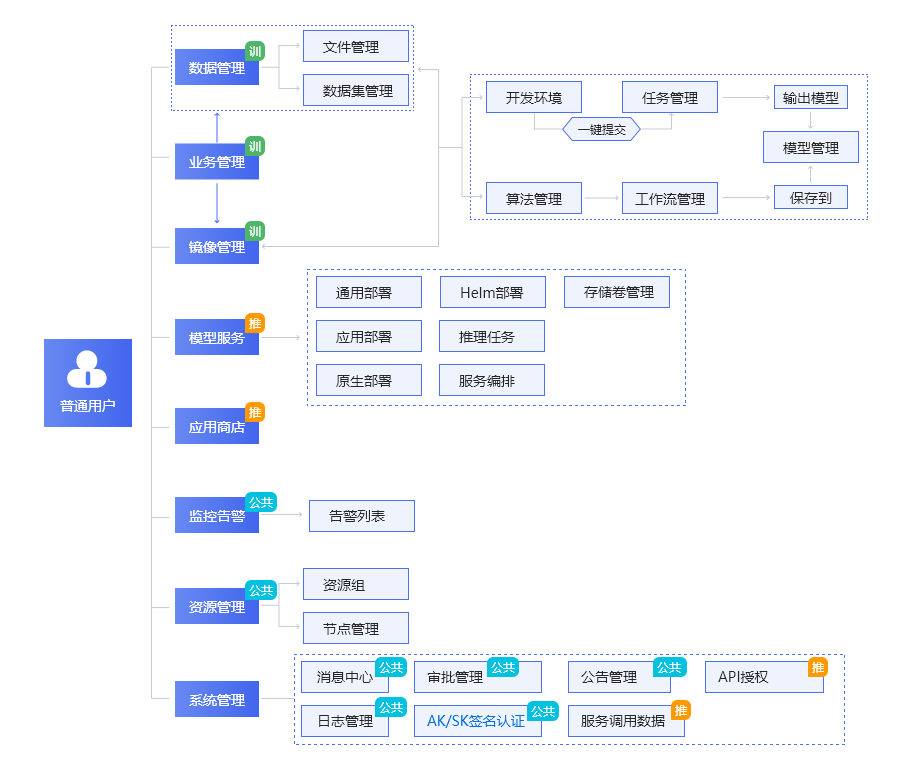 训
数据管理
文件管理
数据集管理
开发环境
任务管理
输出模型
一键提交
模型管理
训
业务管理
算法管理
工作流管理
保存到
训
镜像管理
推
模型服务
通用部署
Helm部署
存储卷管理
应用部署
推理任务
原生部署
服务编排
普通用户
推
应用商店
公共
监控告警
告警列表
公共
资源管理
资源组
节点管理
系统管理
公共
消息中心
公共
审批管理
公共
公告管理
推
API授权
公共
日志管理
公共
AK/SK签名认证
推
服务调用数据